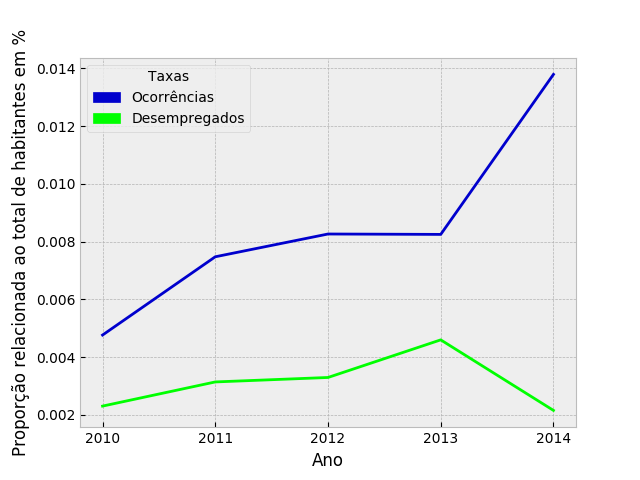 Proporção relacionada ao total de habitantes em %
0.014
0.012
0.010
0.008
0.006
0.004
0.002
Taxas
Ocorrências
Desempregados
2010 2011 2012 2013 2014
Ano